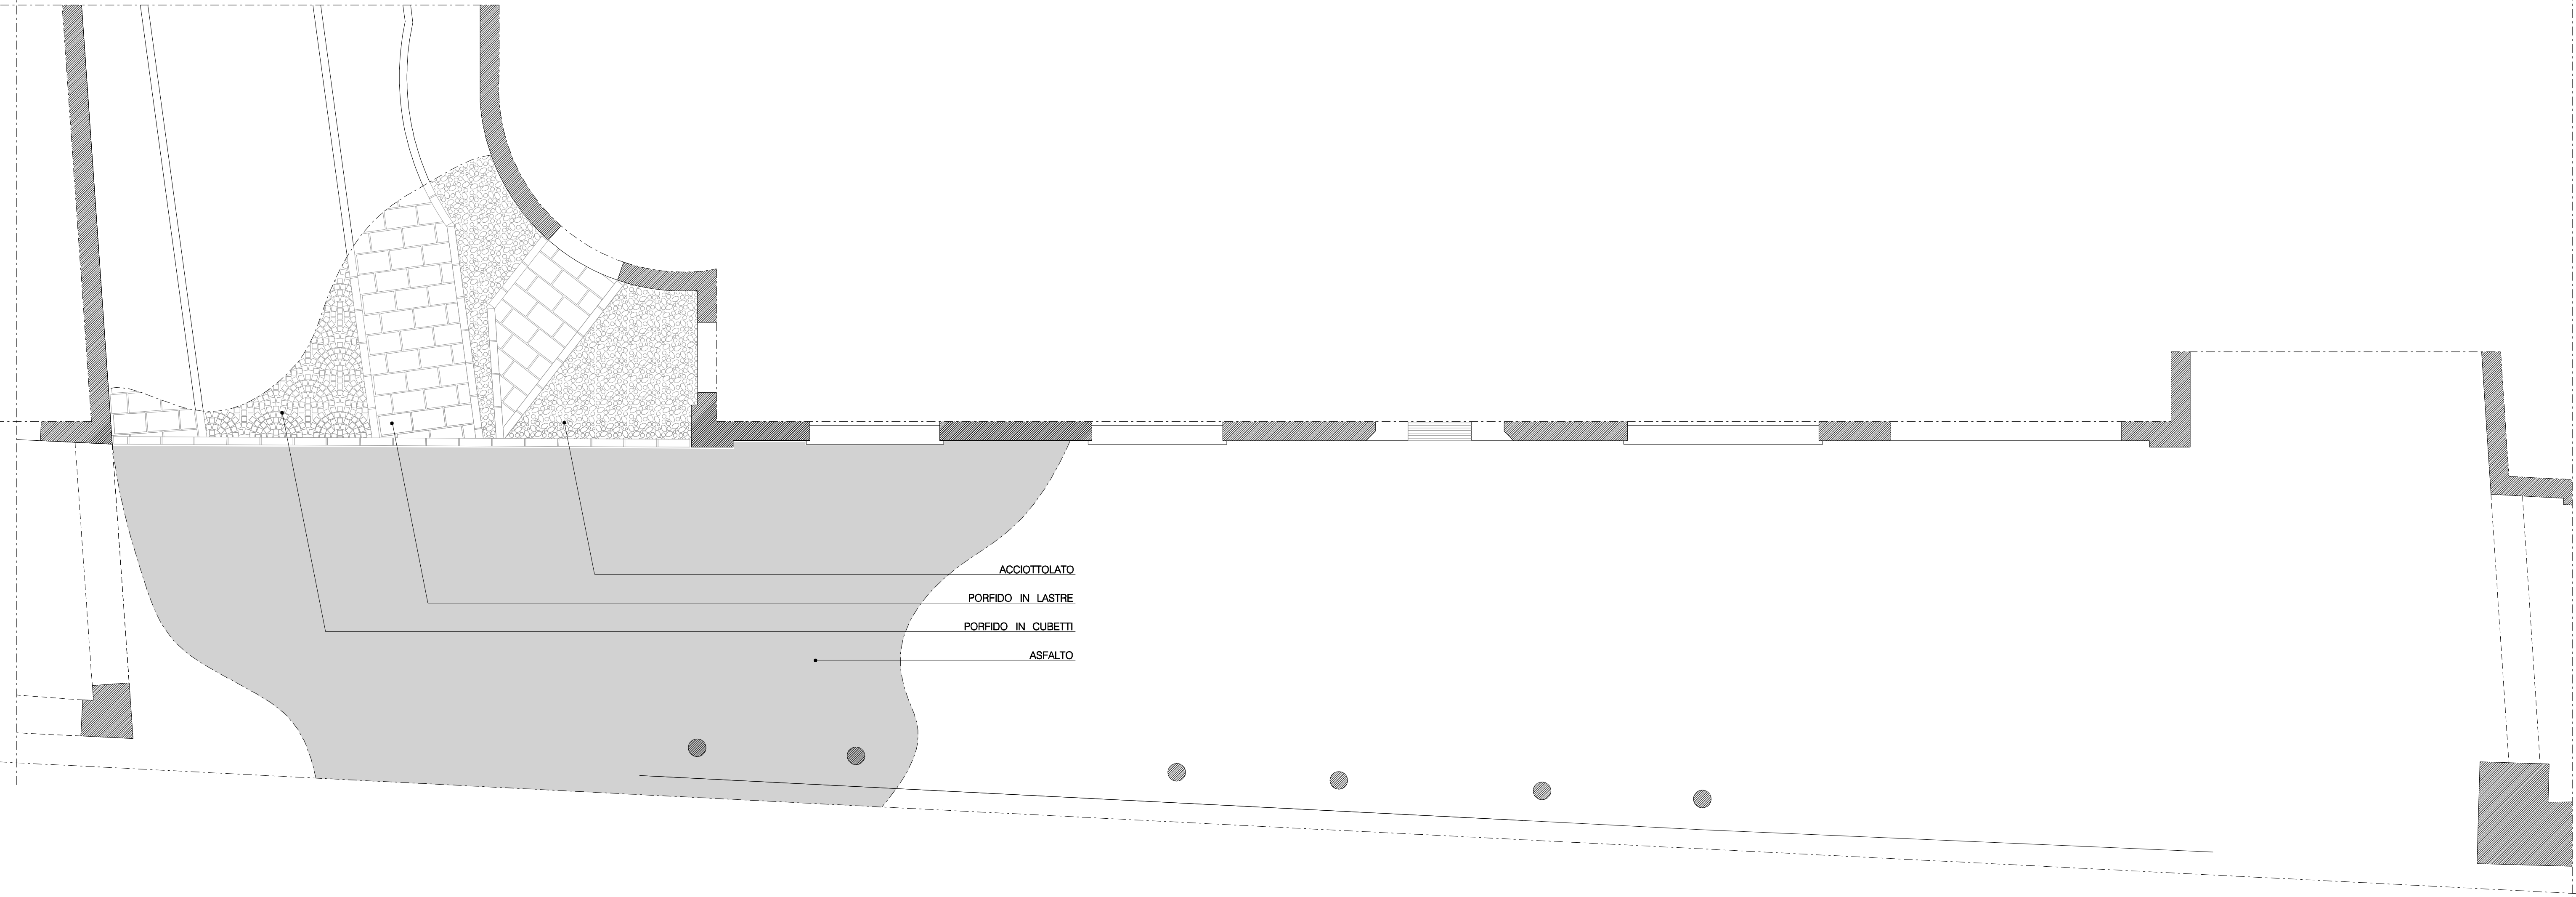 ACCIOTTOLATO
PORFIDO IN LASTRE
PORFIDO IN CUBETTI
ASFALTO